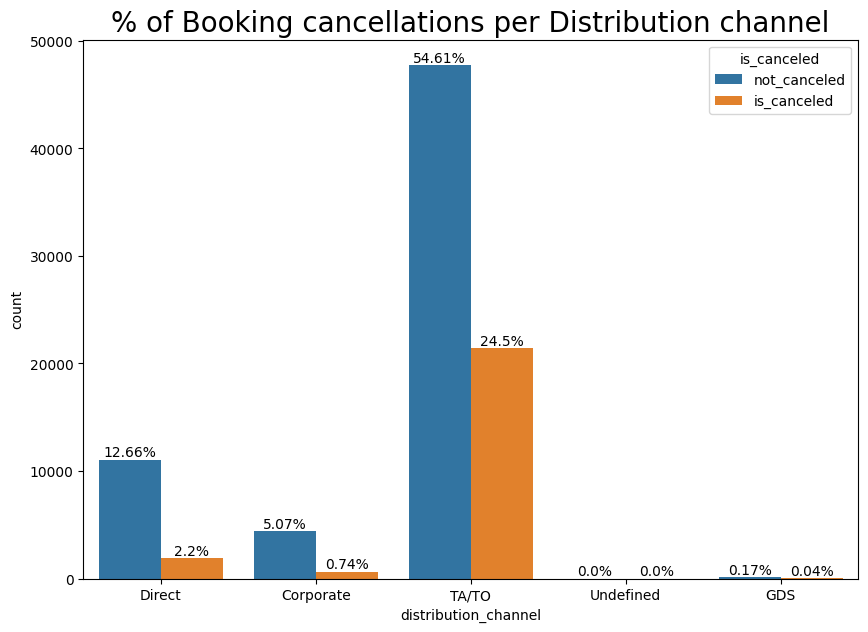 % of Booking cancellations per Distribution channel
is_canceled
not_canceled
is_canceled
50000
40000
30000
20000
10000
0
count
12.66%
2.2%
5.07%
0.74%
54.61%
24.5%
0.0%
0.0%
0.17%
0.04%
Direct
Corporate
TA/TO
Undefined
GDS
distribution_channel